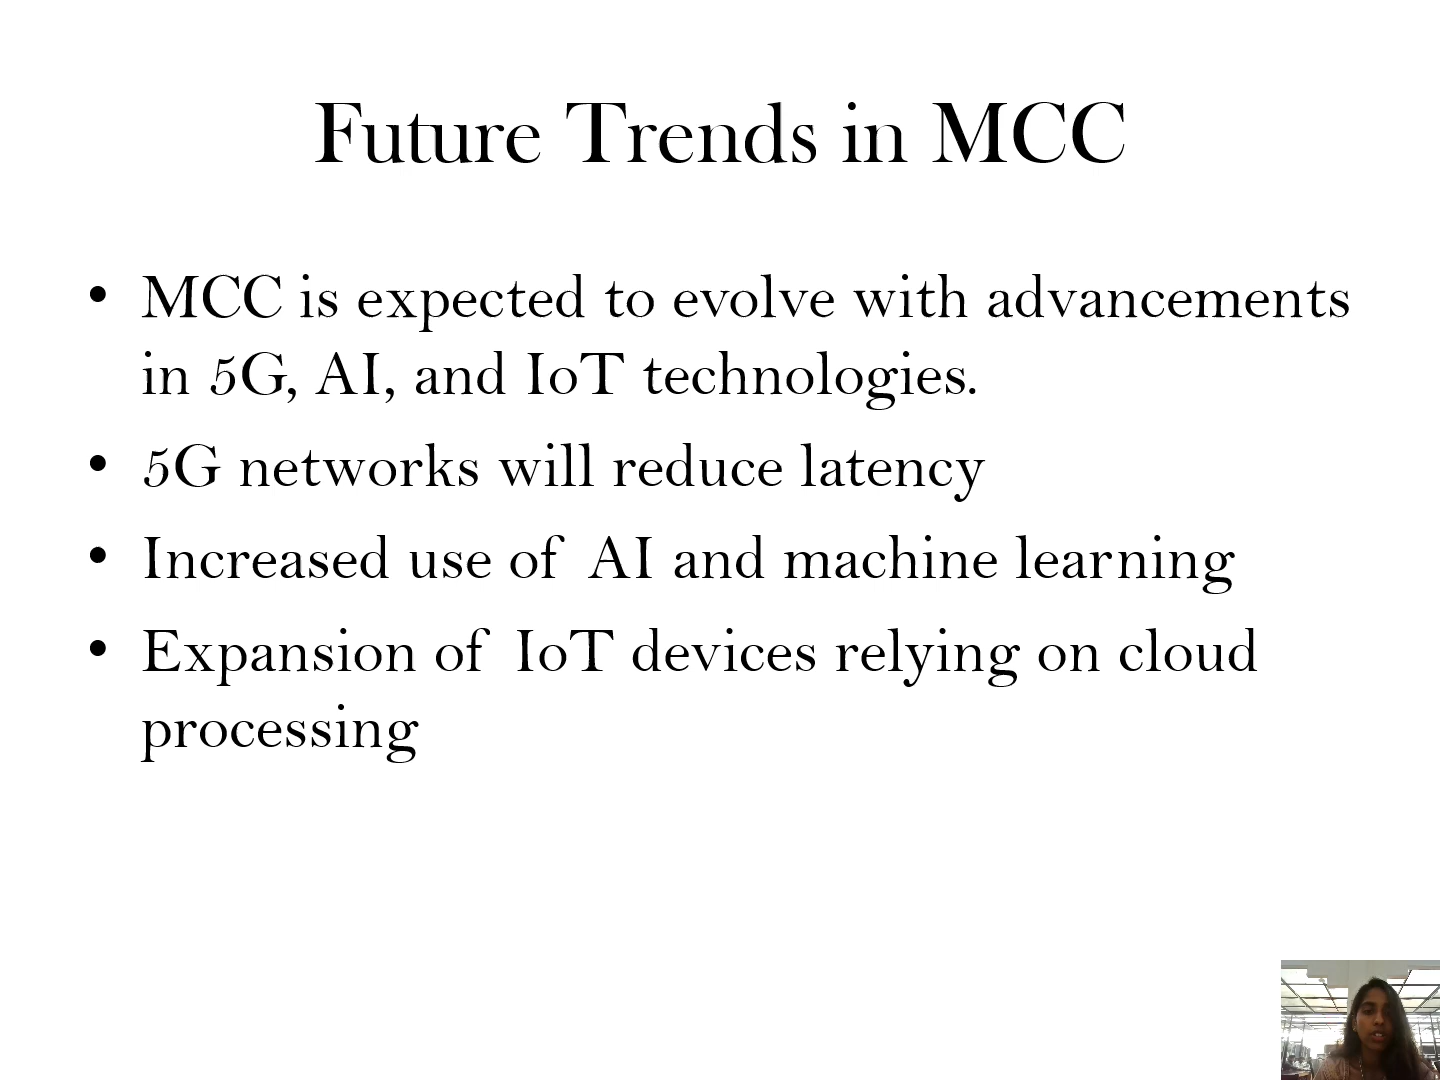 Future Trends in MCC
• MCC is expected to evolve with advancements
in 5G, AI, and IoT technologies.
• 5G networks will reduce latency
• Increased use of AI and machine learning
• Expansion of IoT devices relying on cloud
processing